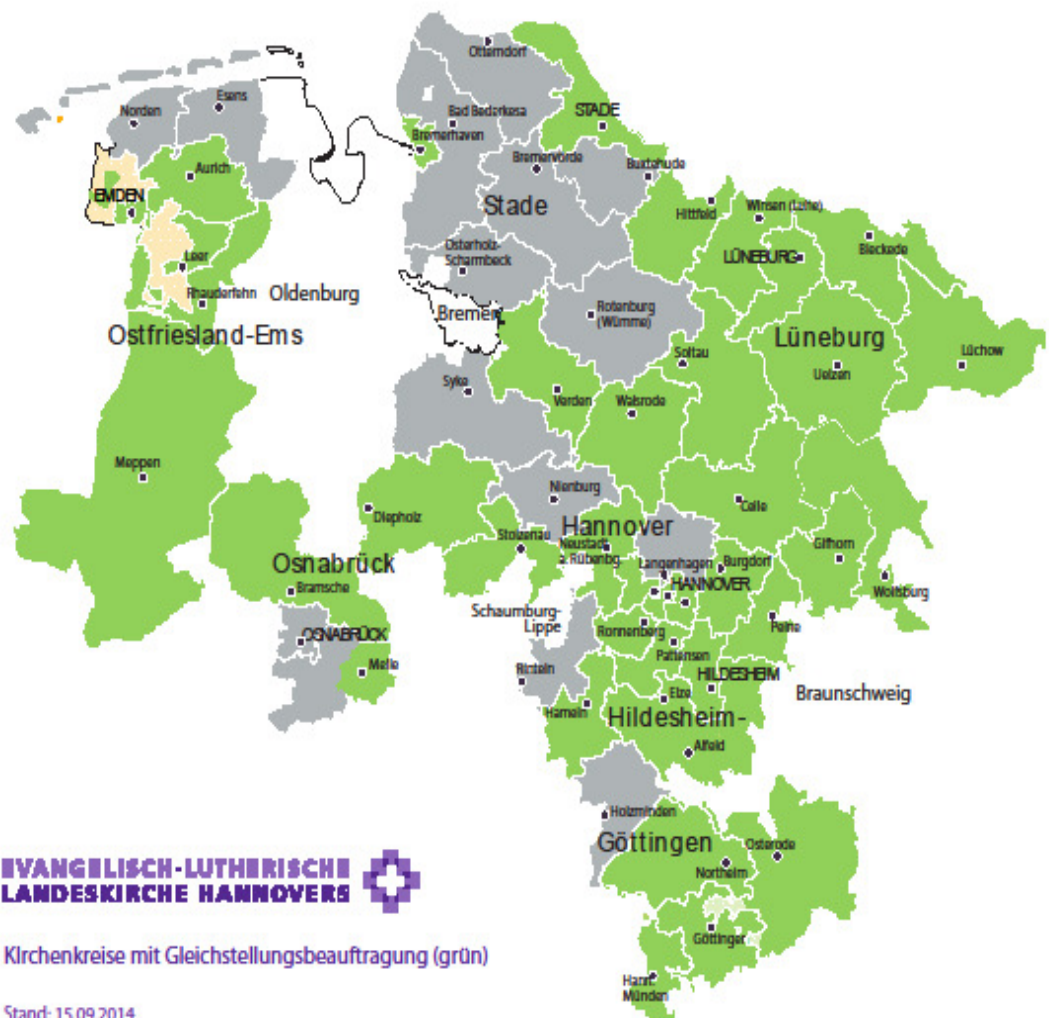 Otterndorf
Esens
Norden
Bad Bederkesa
STADE
Bremerhaven
Bremervörde
Buxtehude
Aurich
EMDEN
Stade
Hittfeld
Winsen (Luhe)
Bleckede
Osterholz-
Scharmbeck
LÜNEBURG
Leer
Rhauderfehn
Oldenburg
Bremen
Rotenburg
(Wümme)
Ostfriesland-Ems
Lüneburg
Soltau
Lüchow
Uelzen
Syke
Verden
Walsrode
Meppen
Nienburg
Celle
Diepholz
Hannover
Stolzenau
Neustadt
a. Rübenbg.
Gifhorn
Osnabrück
Langenhagen
Burgdorf
HANNOVER
Bramsche
Wolfsburg
Schaumburg-
Lippe
Peine
Ronnenberg
OSNABRÜCK
Pattensen
Melle
Rinteln
HILDESHEIM
Braunschweig
Elze
Hameln
Hildesheim-
Alfeld
Holzminden
Göttingen
Osterode
Northeim
EVANGELISCH-LUTHERISCHE
LANDESKIRCHE HANNOVERS
Göttinger
Kirchenkreise mit Gleichstellungsbeauftragung (grün)
Hann.
Münden
Stand: 15.09.2014